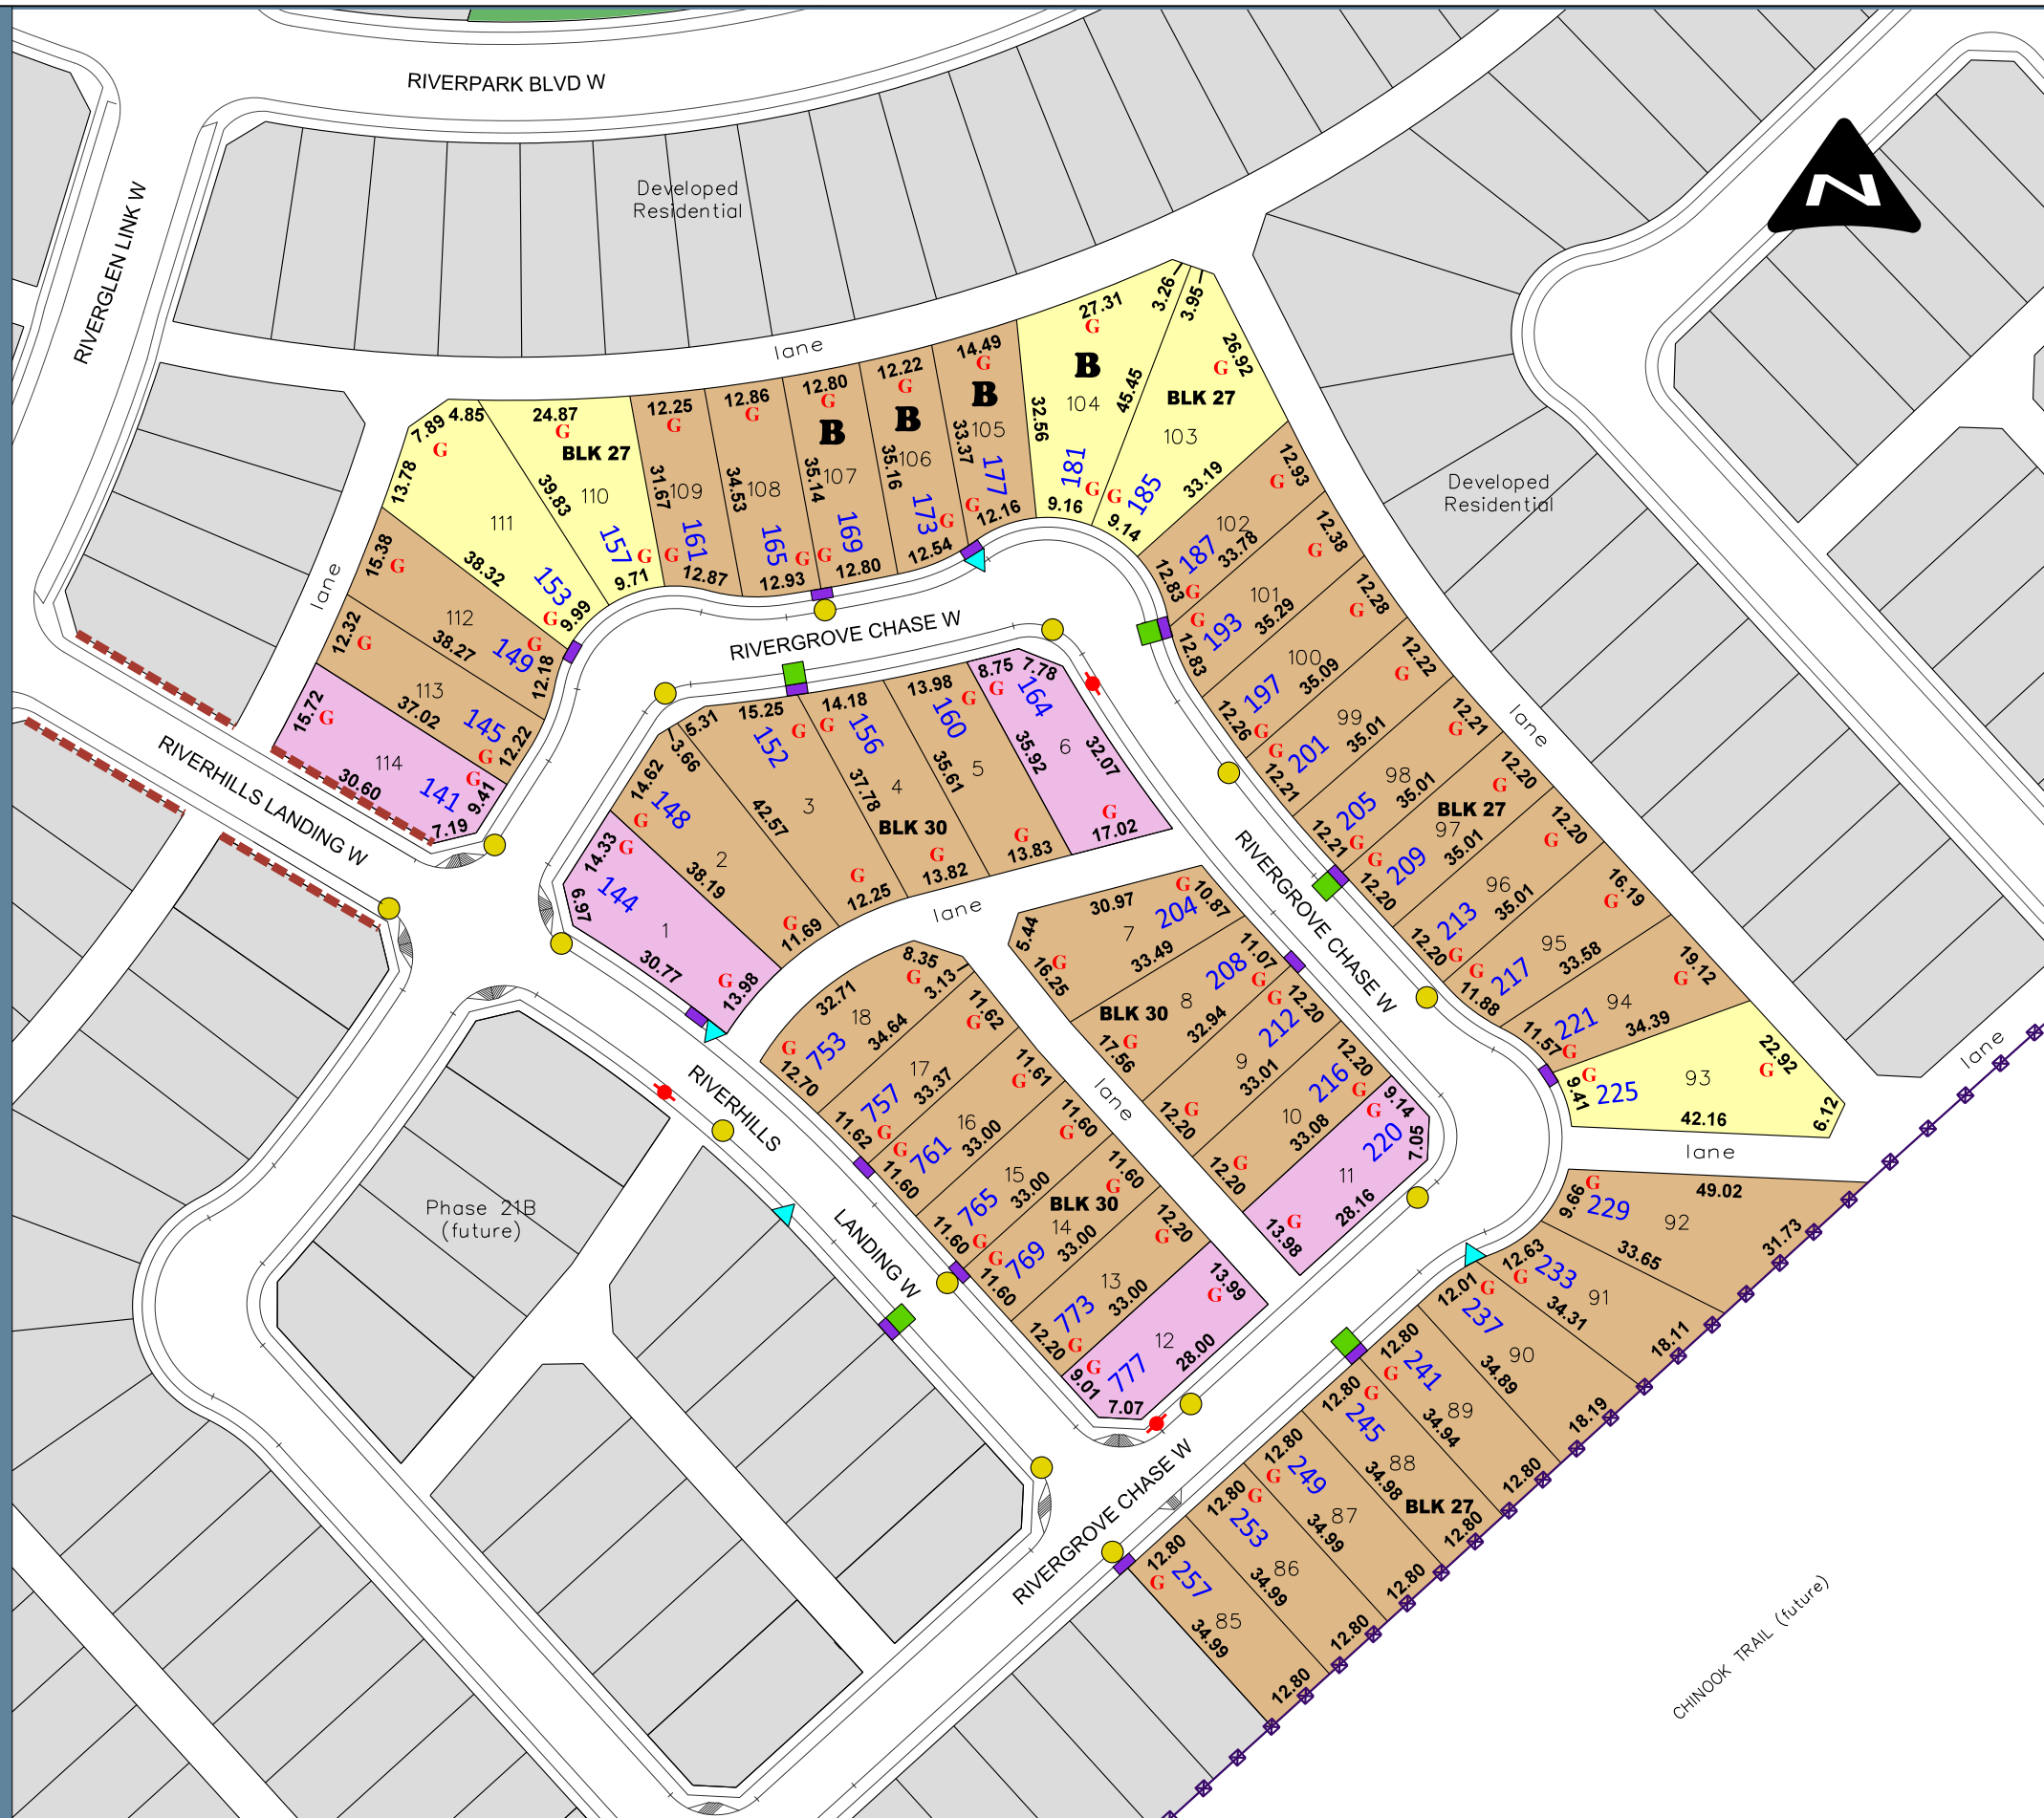 RIVERPARK BLVD W
RIVERGLEN LINK W
Developed
Residential
N
lane
lane
Developed
Residential
lane
lane
RIVERHILLS LANDING W
RIVERGROVE CHASE W
RIVERGROVE CHASE W
lane
lane
lane
RIVERHILLS
LANDING W
RIVERGROVE CHASE W
Phase 21B
(future)
CHINOOK TRAIL (future)
BLK 27
7.89 4.85
G
13.78
111
38.32
153
G
9.99
24.87
G
39.83
110
157
G
9.71
12.25
G
31.67
109
G
161
12.87
12.86
G
34.53
108
165
G
12.93
12.80
G
B
35.14
107
G
169
12.80
12.22
G
B
35.16
106
173
G
12.54
14.49
G
B
33.37
105
177
G
12.16
27.31
3.26
G
B
32.56
104
181
G
9.16
45.45
3.95
26.92
G
BLK 27
103
G
185
33.19
9.14
12.93
G
102
187
33.78
12.83
G
12.38
G
101
193
35.29
G
12.83
12.28
G
100
197
35.09
12.26
G
12.22
G
99
201
35.01
G
12.21
12.21
G
98
205
35.01
12.21
G
12.20
G
BLK 27
97
209
35.01
G
12.20
12.20
G
96
213
35.01
12.20
G
16.19
G
95
217
33.58
G
11.88
19.12
G
94
221
34.39
11.57
G
22.92
G
93
G
225
9.41
42.16
6.12
15.38
G
112
38.27
149
G
12.18
12.32
G
113
37.02
145
G
12.22
15.72
G
114
30.60
141
G
9.41
7.19
14.33
G
144
6.97
1
30.77
G
13.98
14.62
3.66
148
G
2
38.19
G
11.69
5.31
15.25
G
152
3
42.57
G
12.25
14.18
G
156
37.78
4
BLK 30
G
13.82
13.98
G
160
35.61
5
G
13.83
8.75 7.78
G
164
35.92
6
32.07
G
17.02
5.44
30.97
G
10.87
204
7
33.49
G
16.25
11.07
208
G
8
BLK 30
32.94
G
17.56
G
12.20
212
9
33.01
G
12.20
12.20
216
G
10
33.08
G
12.20
9.14
G
220
7.05
11
28.16
G
13.98
8.35
G
3.13
32.71
18
34.64
753
G
12.70
11.62
G
17
33.37
757
G
11.62
11.61
G
16
33.00
761
G
11.60
11.60
G
15
33.00
765
G
11.60
11.60
G
BLK 30
14
33.00
769
G
11.60
12.20
G
13
33.00
773
G
12.20
13.99
G
12
28.00
777
G
9.01
7.07
9.66
G
229
49.02
92
33.65
31.73
12.63
G
233
91
34.31
18.11
12.01
G
237
90
34.89
18.19
12.80
G
241
89
34.94
12.80
12.80
G
245
88
34.98
BLK 27
12.80
12.80
G
249
87
34.99
12.80
12.80
G
253
86
34.99
12.80
12.80
G
257
85
34.99
12.80